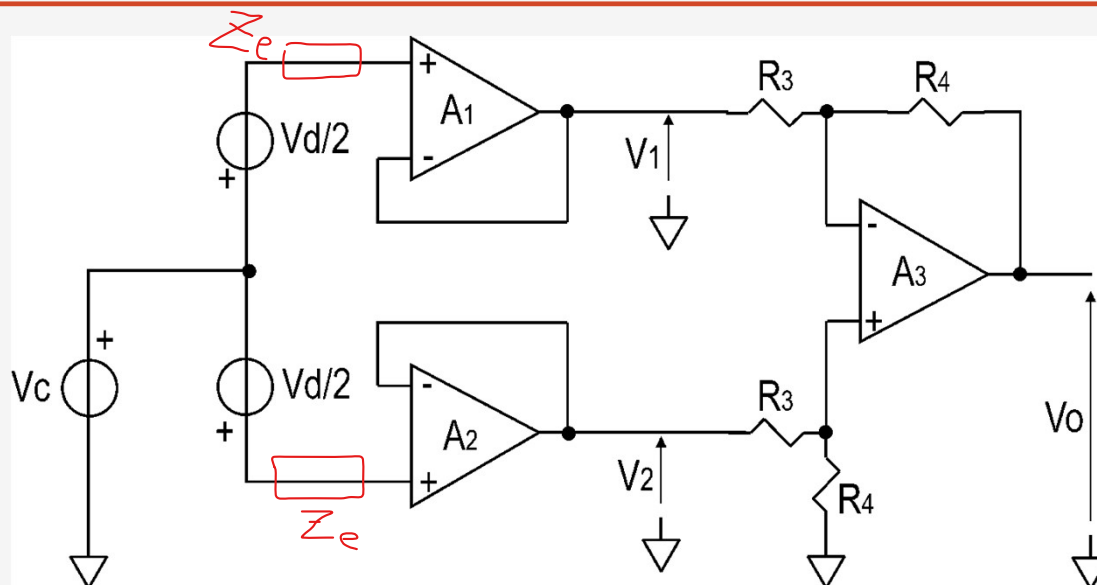 Ze
+
A1
-
Vd/2
+
V1
R3
R4
-
A3
+
+
Vc
Vd/2
+
-
A2
+
V2
R3
R4
Vo
Ze